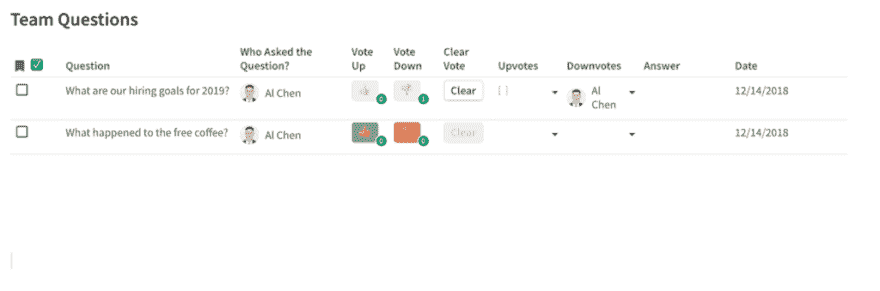 Team Questions
Who Asked the Vote Vote Clear
Question Question? Up Down Vote Upvotes Downvotes Answer Date
What are our hiring goals for 2019? Al Chen 0 1 Clear [ ] Al 12/14/2018
Chen
What happened to the free coffee? Al Chen 0 0 Clear 12/14/2018